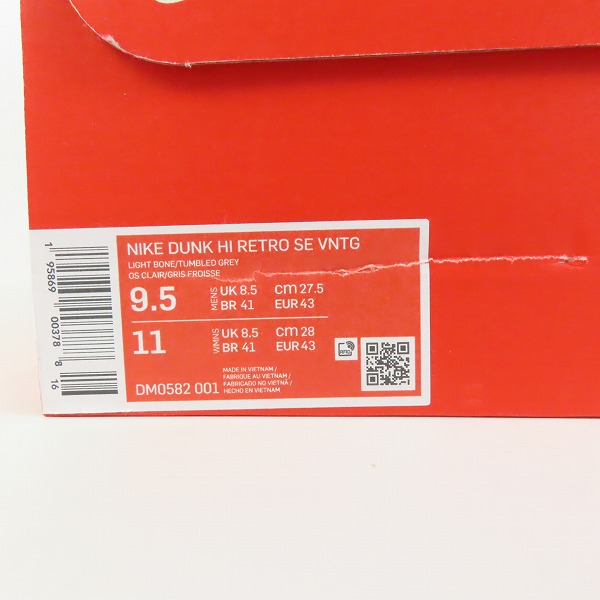 NIKE DUNK HI RETRO SE VNTG
LIGHT BONE/TUMBLED GREY
OS CLAIR/GRIS FROISSE
9.5 MENS UK 8.5 cm 27.5
BR 41 EUR 43
11 WMNS UK 8.5 cm 28
BR 41 EUR 43
RFID
MADE IN VIETNAM /
FABRIQUE AU VIETNAM /
FABRICADO NO VIETNÃ /
HECHO EN VIETNAM
DM0582 001
1 95869 00378 8 16